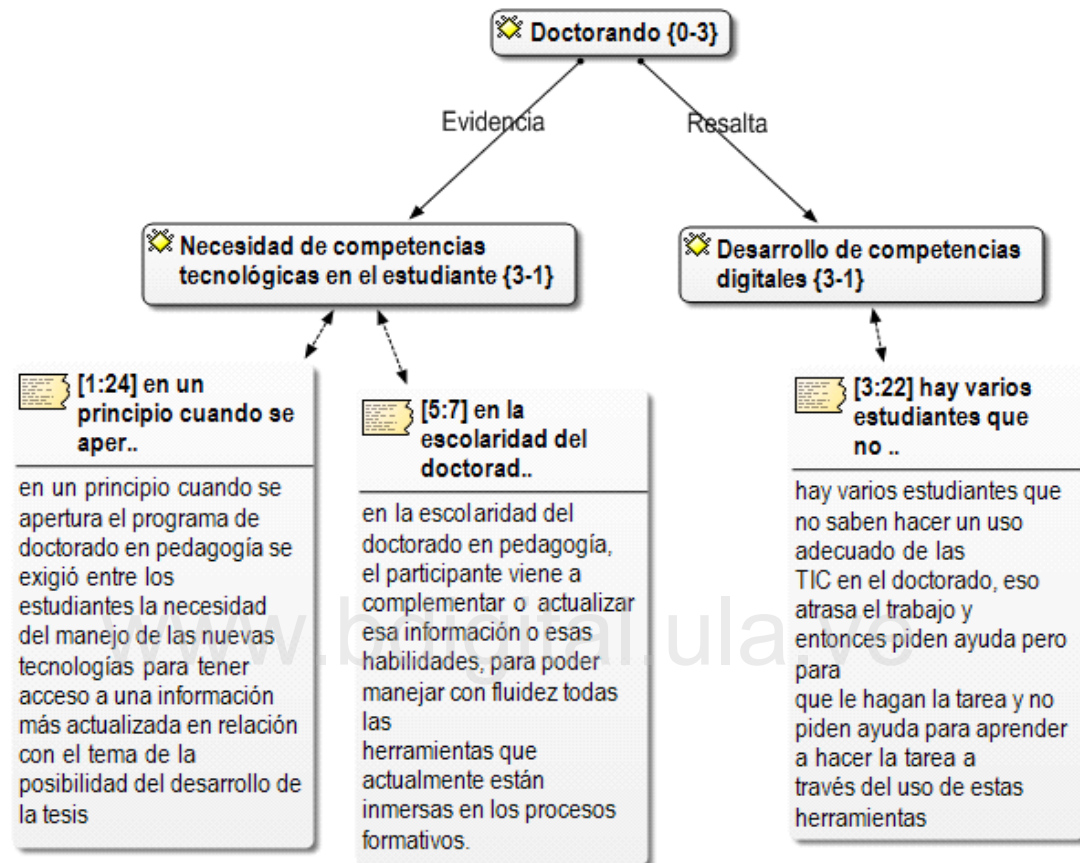 Doctorando {0-3}
Evidencia
Resalta
Necesidad de competencias
tecnológicas en el estudiante {3-1}
Desarrollo de competencias
digitales {3-1}
[1:24] en un
principio cuando se
aper..
en un principio cuando se
apertura el programa de
doctorado en pedagogía se
exigió entre los
estudiantes la necesidad
del manejo de las nuevas
tecnologías para tener
acceso a una información
más actualizada en relación
con el tema de la
posibilidad del desarrollo de
la tesis
[5:7] en la
escolaridad del
doctorad..
en la escolaridad del
doctorado en pedagogía,
el participante viene a
complementar o actualizar
esa información o esas
habilidades, para poder
manejar con fluidez todas
las
herramientas que
actualmente están
inmersas en los procesos
formativos.
[3:22] hay varios
estudiantes que
no ..
hay varios estudiantes que
no saben hacer un uso
adecuado de las
TIC en el doctorado, eso
atrasa el trabajo y
entonces piden ayuda pero
para
que le hagan la tarea y no
piden ayuda para aprender
a hacer la tarea a
través del uso de estas
herramientas
www.bdigital.ula.ve